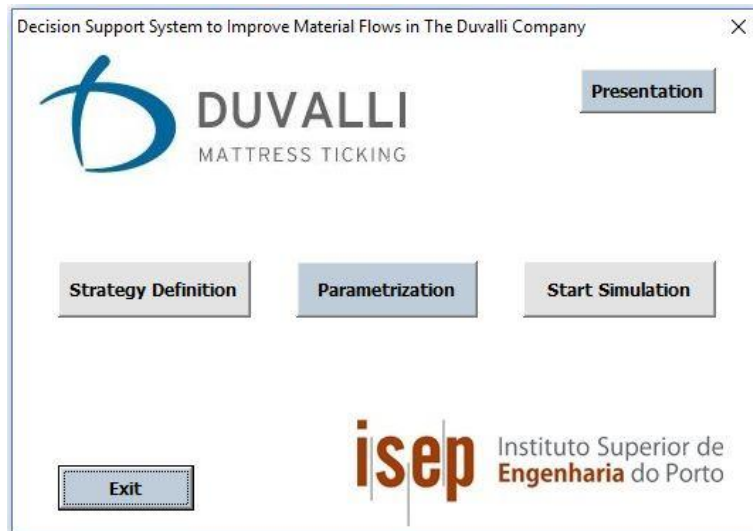 Decision Support System to Improve Material Flows in The Duvalli Company
DUVALLI
MATTRESS TICKING
Presentation
Strategy Definition
Parametrization
Start Simulation
isep
Instituto Superior de
Engenharia do Porto
Exit